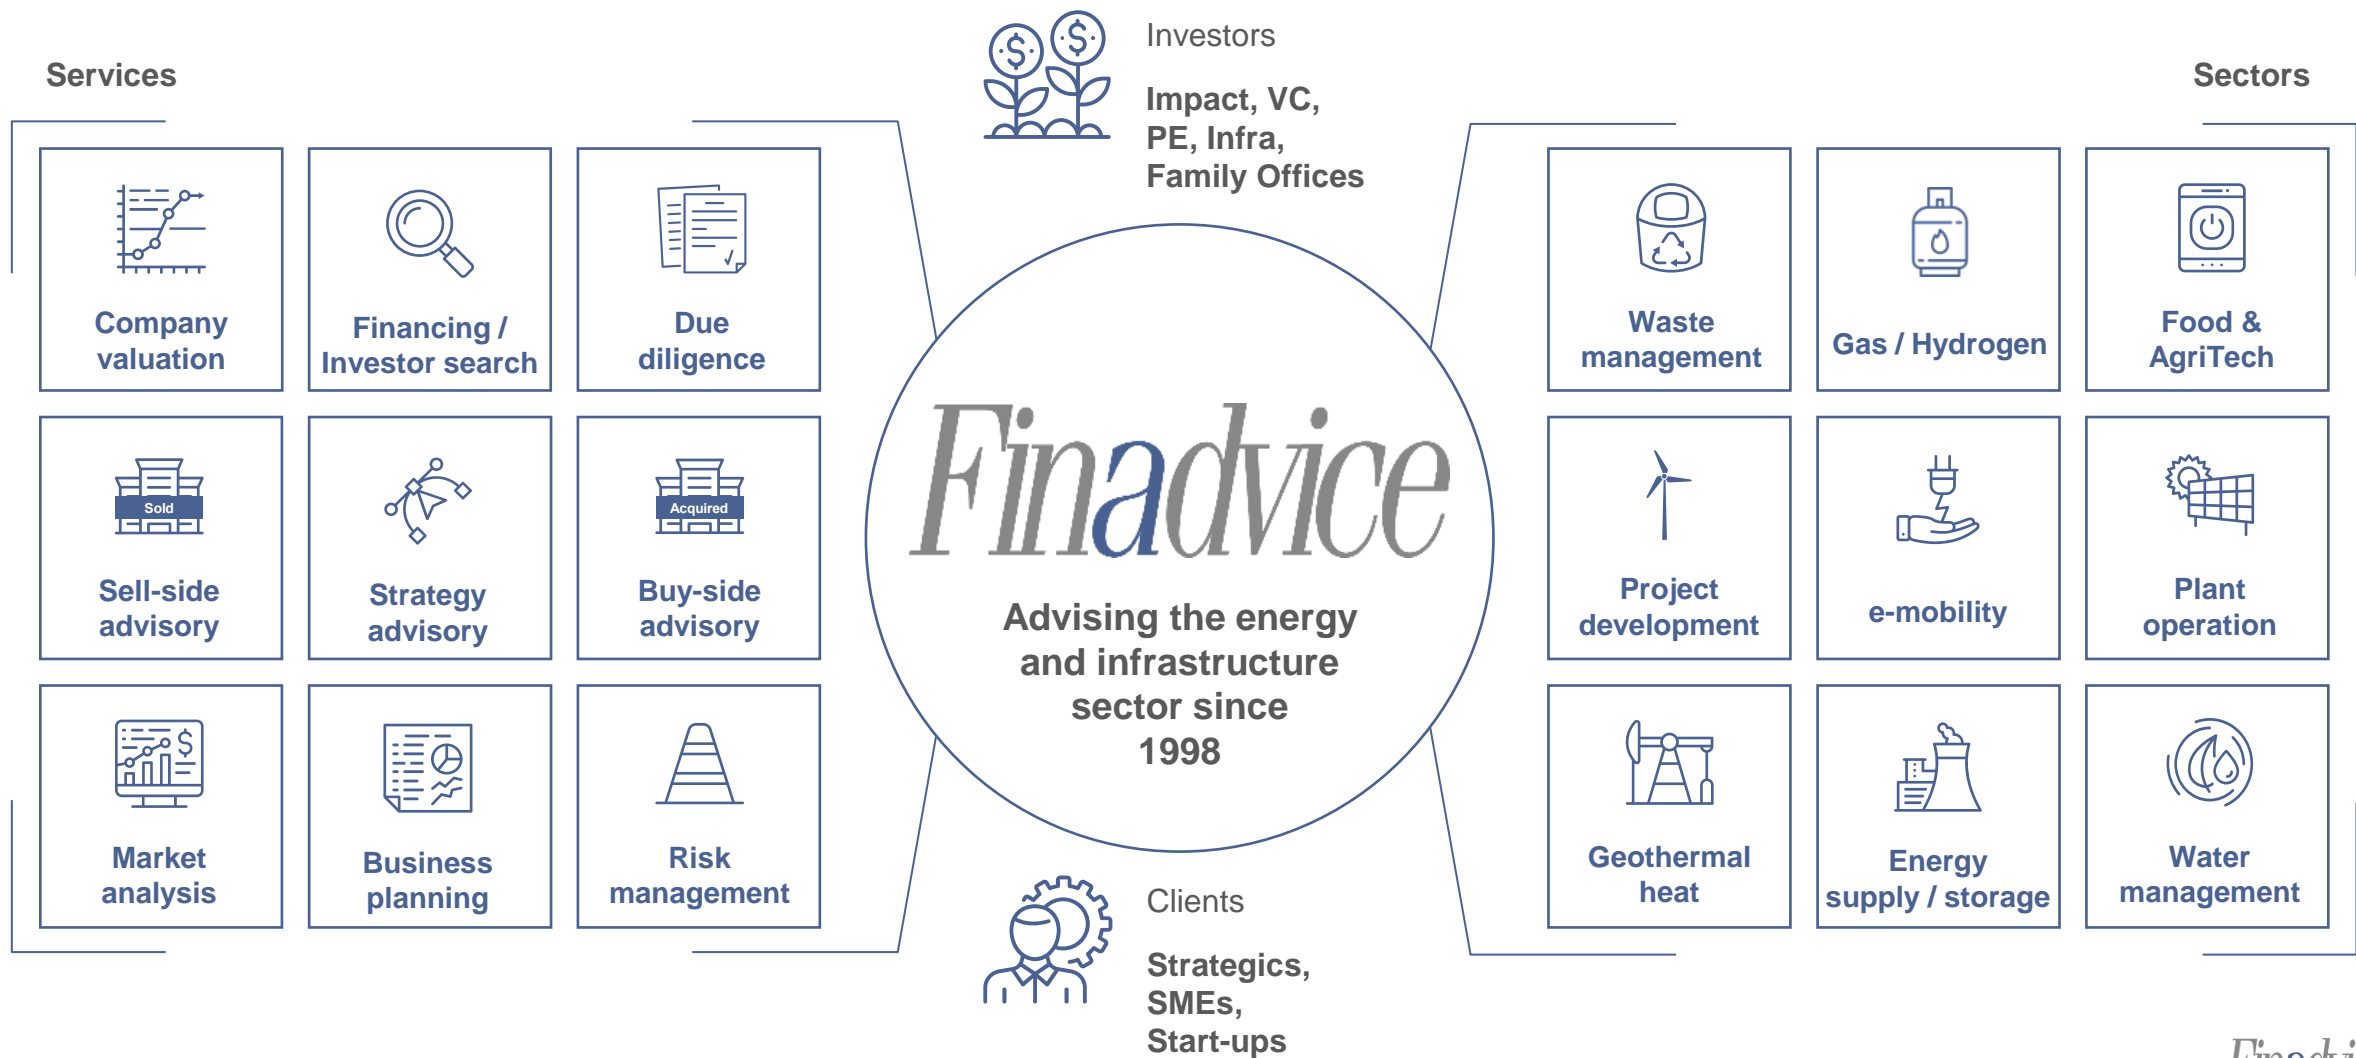 Services
Company
valuation
Financing /
Investor search
Due
diligence
Sold
Sell-side
advisory
Strategy
advisory
Acquired
Buy-side
advisory
$
Market
analysis
Business
planning
Risk
management
$ $
Investors
Impact, VC,
PE, Infra,
Family Offices
Finadvice
Advising the energy
and infrastructure
sector since
1998
Clients
Strategics,
SMEs,
Start-ups
Sectors
Waste
management
Gas / Hydrogen
Food &
AgriTech
Project
development
e-mobility
Plant
operation
Geothermal
heat
Energy
supply / storage
Water
management